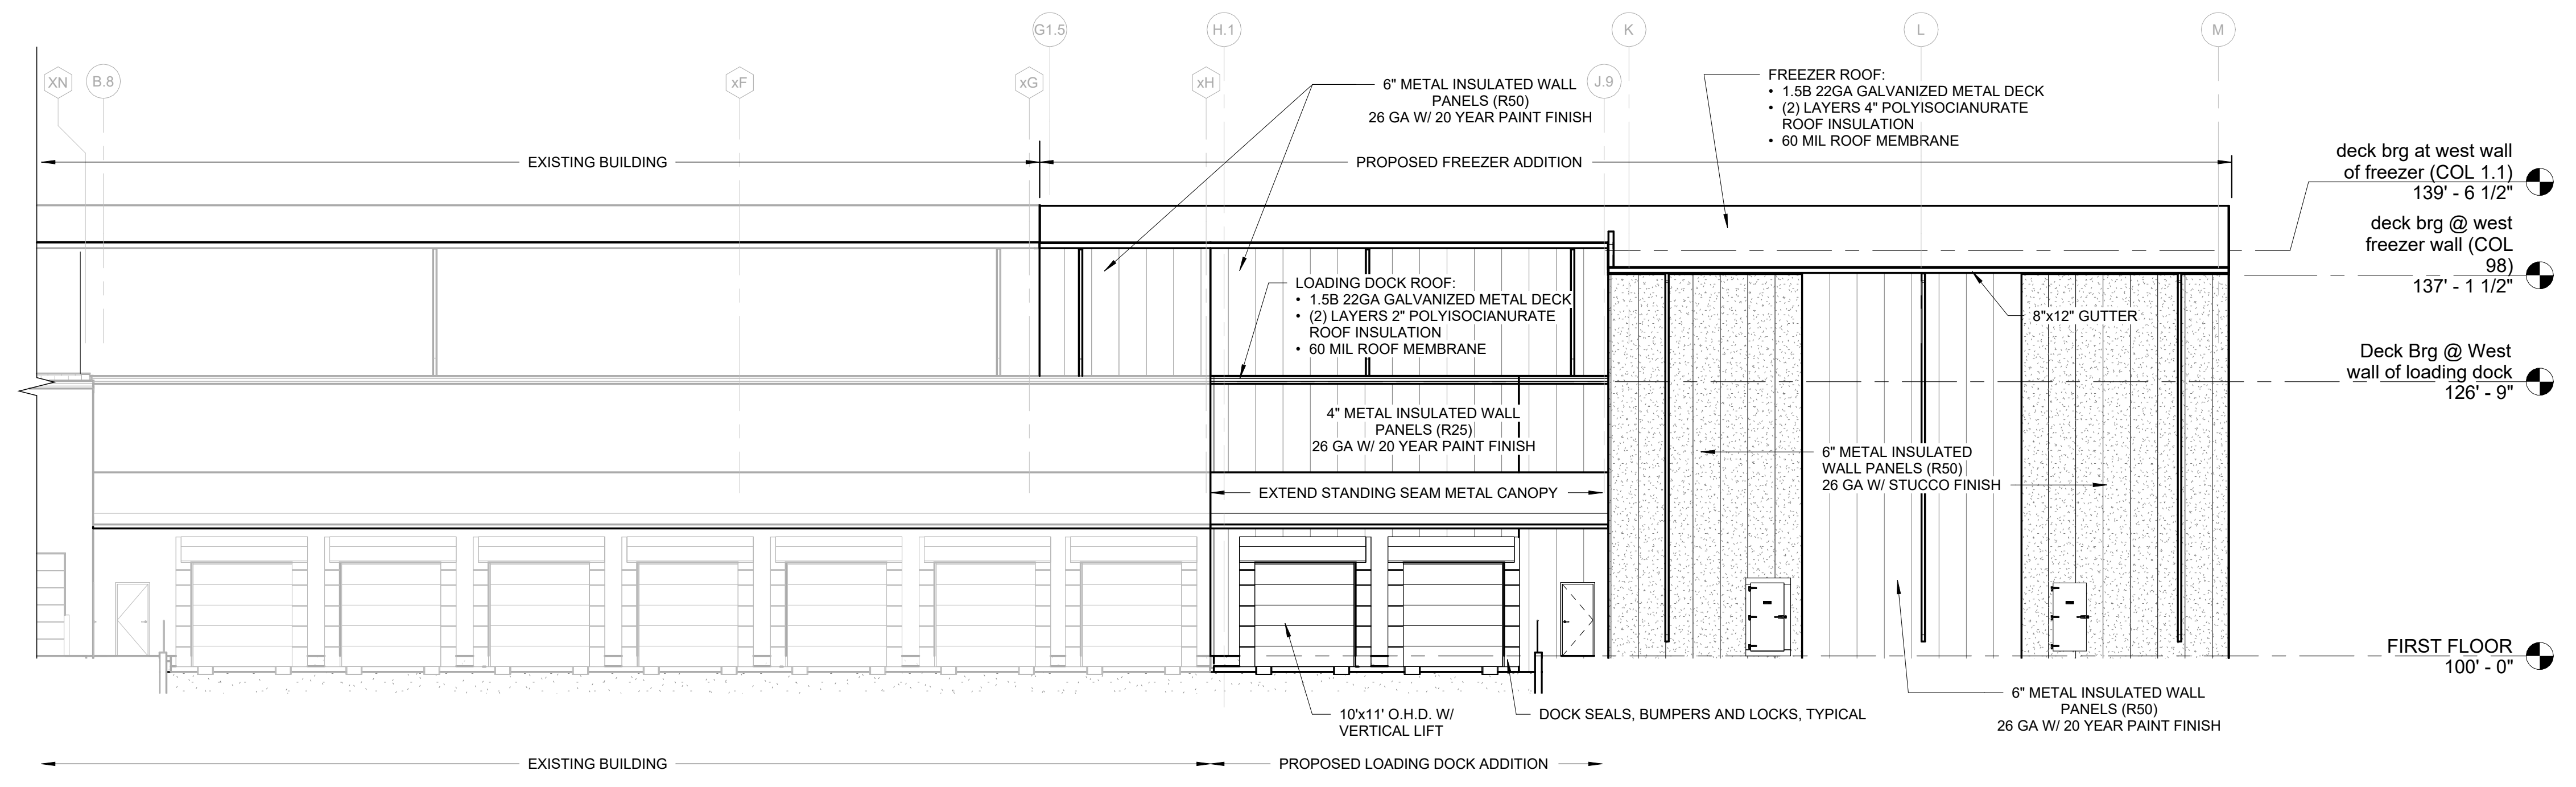 G1.5
H.1
K
L
M
XN
B.8
xF
xG
xH
J.9
6" METAL INSULATED WALL
PANELS (R50)
26 GA W/ 20 YEAR PAINT FINISH
FREEZER ROOF:
• 1.5B 22GA GALVANIZED METAL DECK
• (2) LAYERS 4" POLYISOCIANURATE
ROOF INSULATION
• 60 MIL ROOF MEMBRANE
EXISTING BUILDING
PROPOSED FREEZER ADDITION
deck brg at west wall
of freezer (COL 1.1)
139' - 6 1/2"
deck brg @ west
freezer wall (COL
98)
137' - 1 1/2"
LOADING DOCK ROOF:
• 1.5B 22GA GALVANIZED METAL DECK
• (2) LAYERS 2" POLYISOCIANURATE
ROOF INSULATION
• 60 MIL ROOF MEMBRANE
8"x12" GUTTER
Deck Brg @ West
wall of loading dock
126' - 9"
4" METAL INSULATED WALL
PANELS (R25)
26 GA W/ 20 YEAR PAINT FINISH
6" METAL INSULATED
WALL PANELS (R50)
26 GA W/ STUCCO FINISH
EXTEND STANDING SEAM METAL CANOPY
FIRST FLOOR
100' - 0"
6" METAL INSULATED WALL
PANELS (R50)
26 GA W/ 20 YEAR PAINT FINISH
10'x11' O.H.D. W/
VERTICAL LIFT
DOCK SEALS, BUMPERS AND LOCKS, TYPICAL
EXISTING BUILDING
PROPOSED LOADING DOCK ADDITION